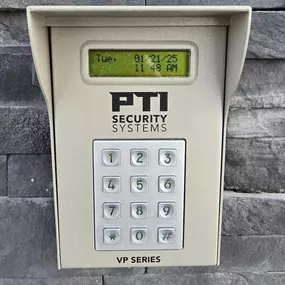 Tue, 01/21/25
11:48 AM
PTI
SECURITY
SYSTEMS
1 2 3
4 5 6
7 8 9
* 0 #
VP SERIES